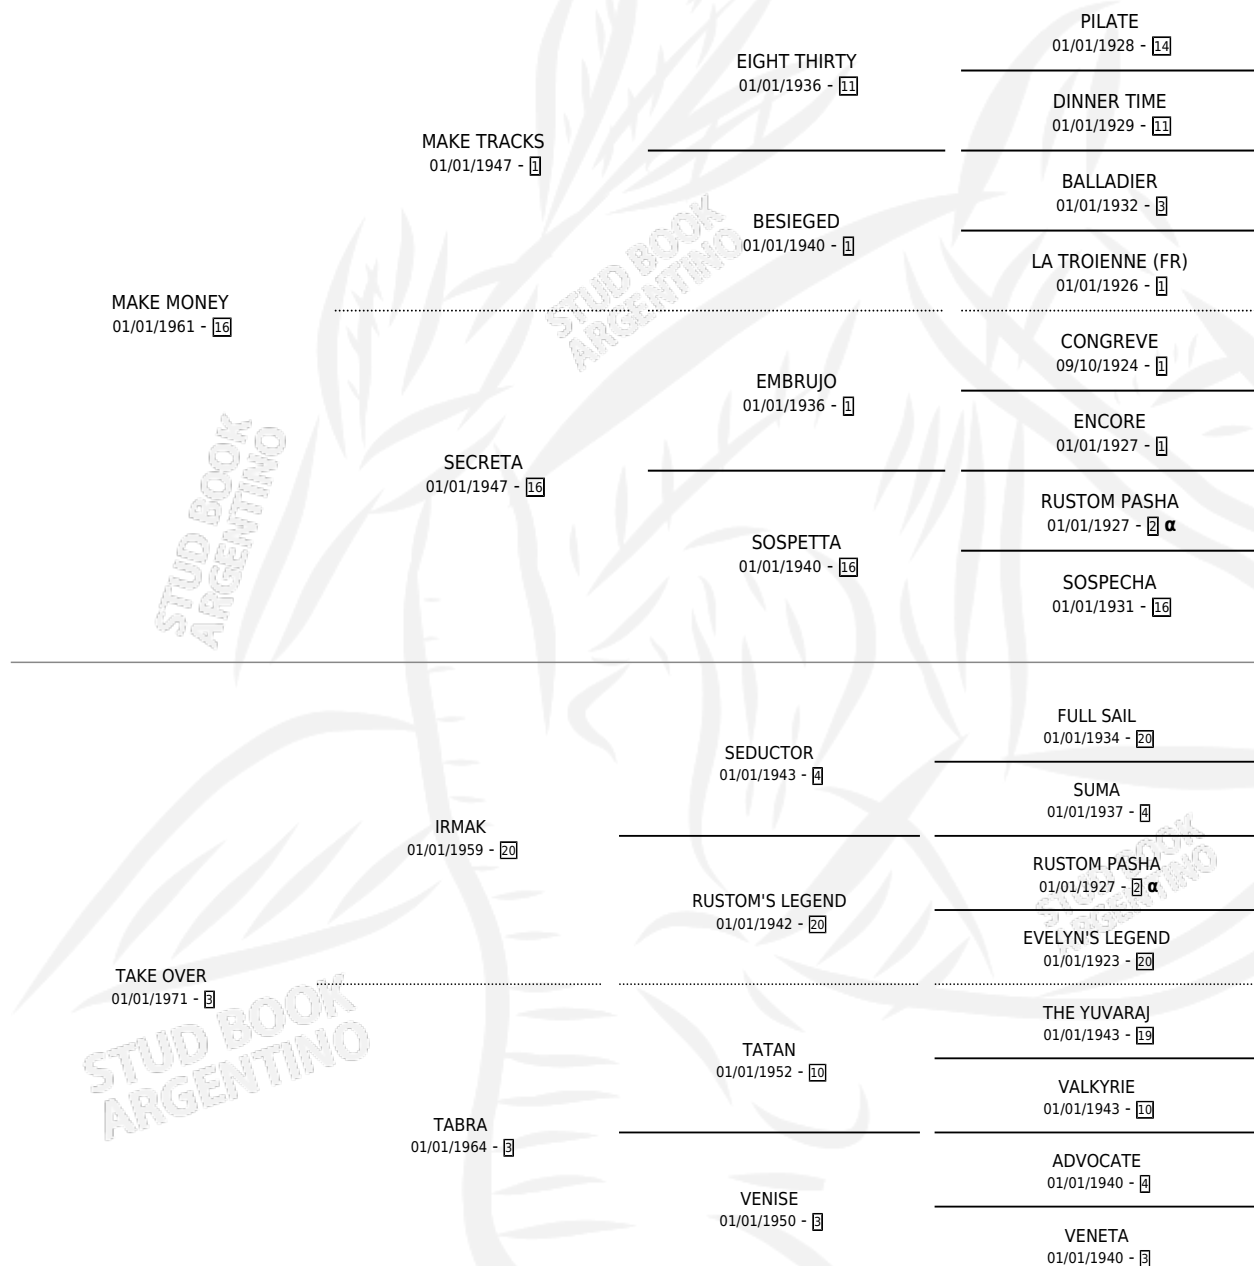 PILATE
01/01/1928 - 14
EIGHT THIRTY
01/01/1936 - 11
DINNER TIME
01/01/1929 - 11
MAKE TRACKS
01/01/1947 - 1
BALLADIER
01/01/1932 - 3
BESIEGED
01/01/1940 - 1
LA TROIENNE (FR)
01/01/1926 - 1
MAKE MONEY
01/01/1961 - 16
STUD BOOK
ARGENTINO
CONGREVE
09/10/1924 - 1
EMBRUJO
01/01/1936 - 1
ENCORE
01/01/1927 - 1
SECRETA
01/01/1947 - 16
RUSTOM PASHA
01/01/1927 - 2 α
SOSPETTA
01/01/1940 - 16
SOSPECHA
01/01/1931 - 16
STUD BOOK
ARGENTINO
FULL SAIL
01/01/1934 - 20
SEDUCTOR
01/01/1943 - 4
SUMA
01/01/1937 - 4
IRMAK
01/01/1959 - 20
RUSTOM PASHA
01/01/1927 - 2 α
RUSTOM'S LEGEND
01/01/1942 - 20
EVELYN'S LEGEND
01/01/1923 - 20
STUD BOOK
ARGENTINO
TAKE OVER
01/01/1971 - 3
THE YUVARAJ
01/01/1943 - 19
TATAN
01/01/1952 - 10
VALKYRIE
01/01/1943 - 10
STUD BOOK
ARGENTINO
TABRA
01/01/1964 - 3
ADVOCATE
01/01/1940 - 4
VENISE
01/01/1950 - 3
VENETA
01/01/1940 - 3